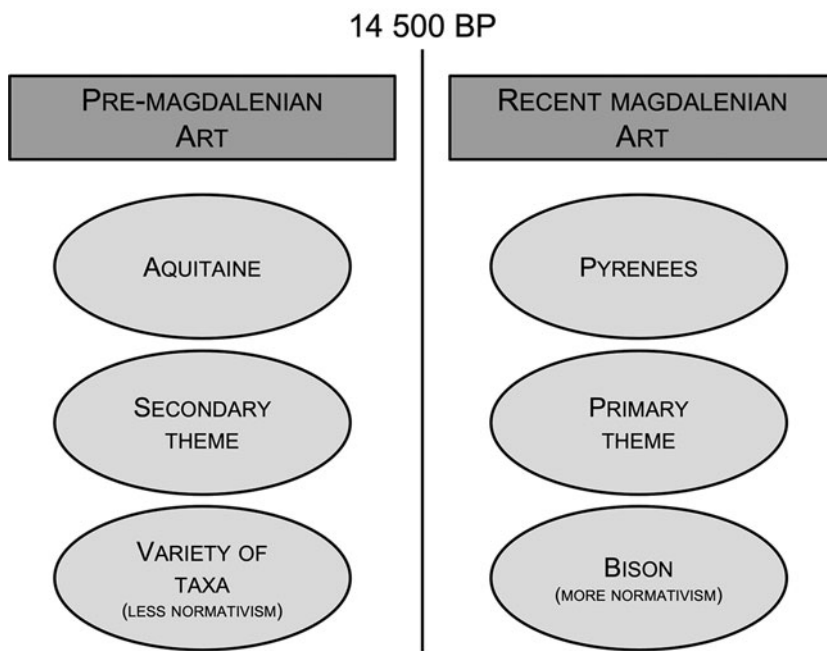 14 500 BP
PRE-MAGDALENIAN
ART
RECENT MAGDALENIAN
ART
AQUITAINE
PYRENEES
SECONDARY
THEME
PRIMARY
THEME
VARIETY OF
TAXA
(LESS NORMATIVISM)
BISON
(MORE NORMATIVISM)